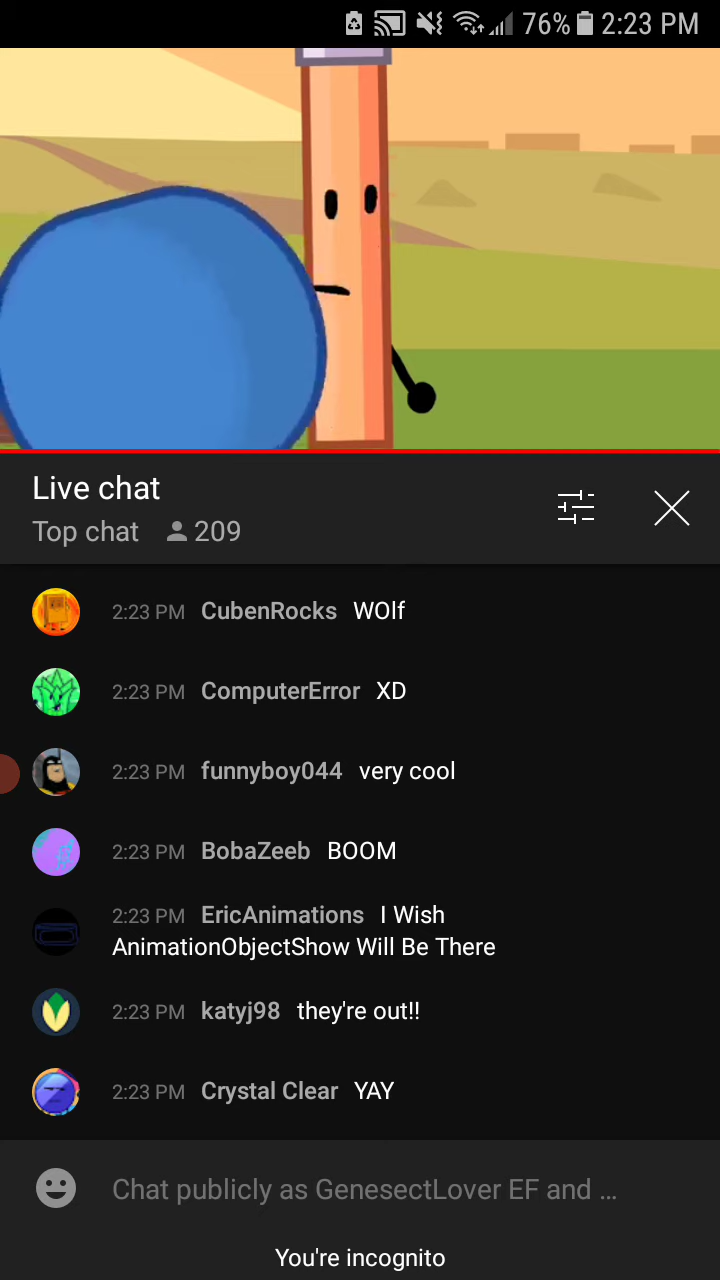 76% 2:23 PM
Live chat
Top chat 209
2:23 PM CubenRocks WOlf
2:23 PM ComputerError XD
2:23 PM funnyboy044 very cool
2:23 PM BobaZeeb BOOM
2:23 PM EricAnimations I Wish
AnimationObjectShow Will Be There
2:23 PM katyj98 they're out!!
2:23 PM Crystal Clear YAY
Chat publicly as GenesectLover EF and ...
You're incognito